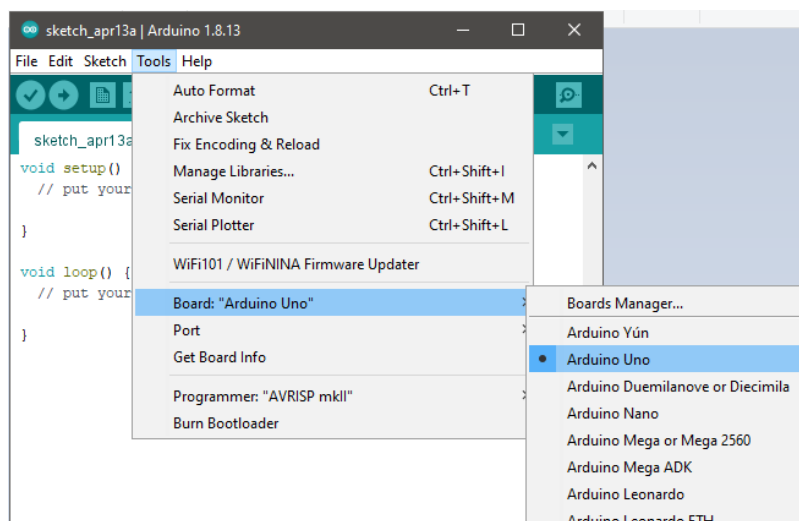 sketch_apr13a | Arduino 1.8.13
File Edit Sketch Tools Help
sketch_apr13a
void setup()
// put your
}
void loop() {
// put your
}
Auto Format Ctrl+T
Archive Sketch
Fix Encoding & Reload
Manage Libraries... Ctrl+Shift+I
Serial Monitor Ctrl+Shift+M
Serial Plotter Ctrl+Shift+L
WiFi101 / WiFiNINA Firmware Updater
Board: "Arduino Uno"
Port
Get Board Info
Programmer: "AVRISP mkII"
Burn Bootloader
Boards Manager...
Arduino Yún
Arduino Uno
Arduino Duemilanove or Diecimila
Arduino Nano
Arduino Mega or Mega 2560
Arduino Mega ADK
Arduino Leonardo
Arduino Leonardo ETH